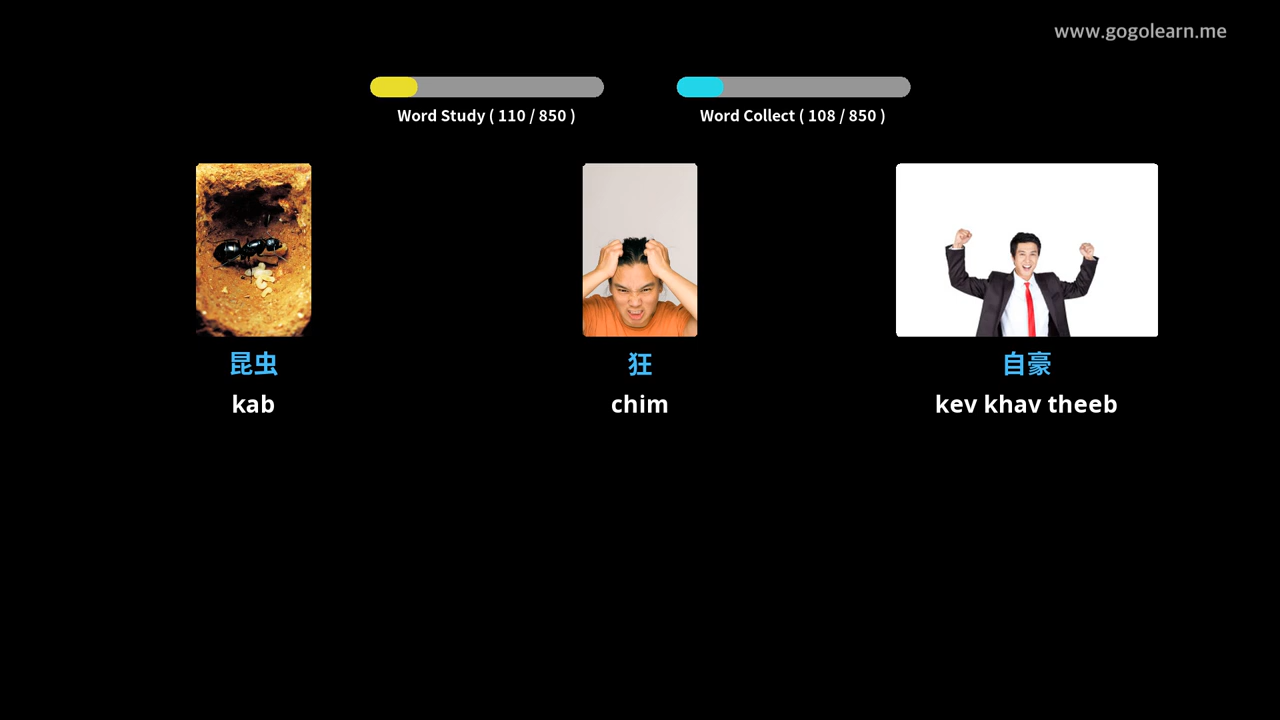 www.gogolearn.me
Word Study ( 110 / 850 )
Word Collect ( 108 / 850 )
昆虫
狂
自豪
kab
chim
kev khav theeb